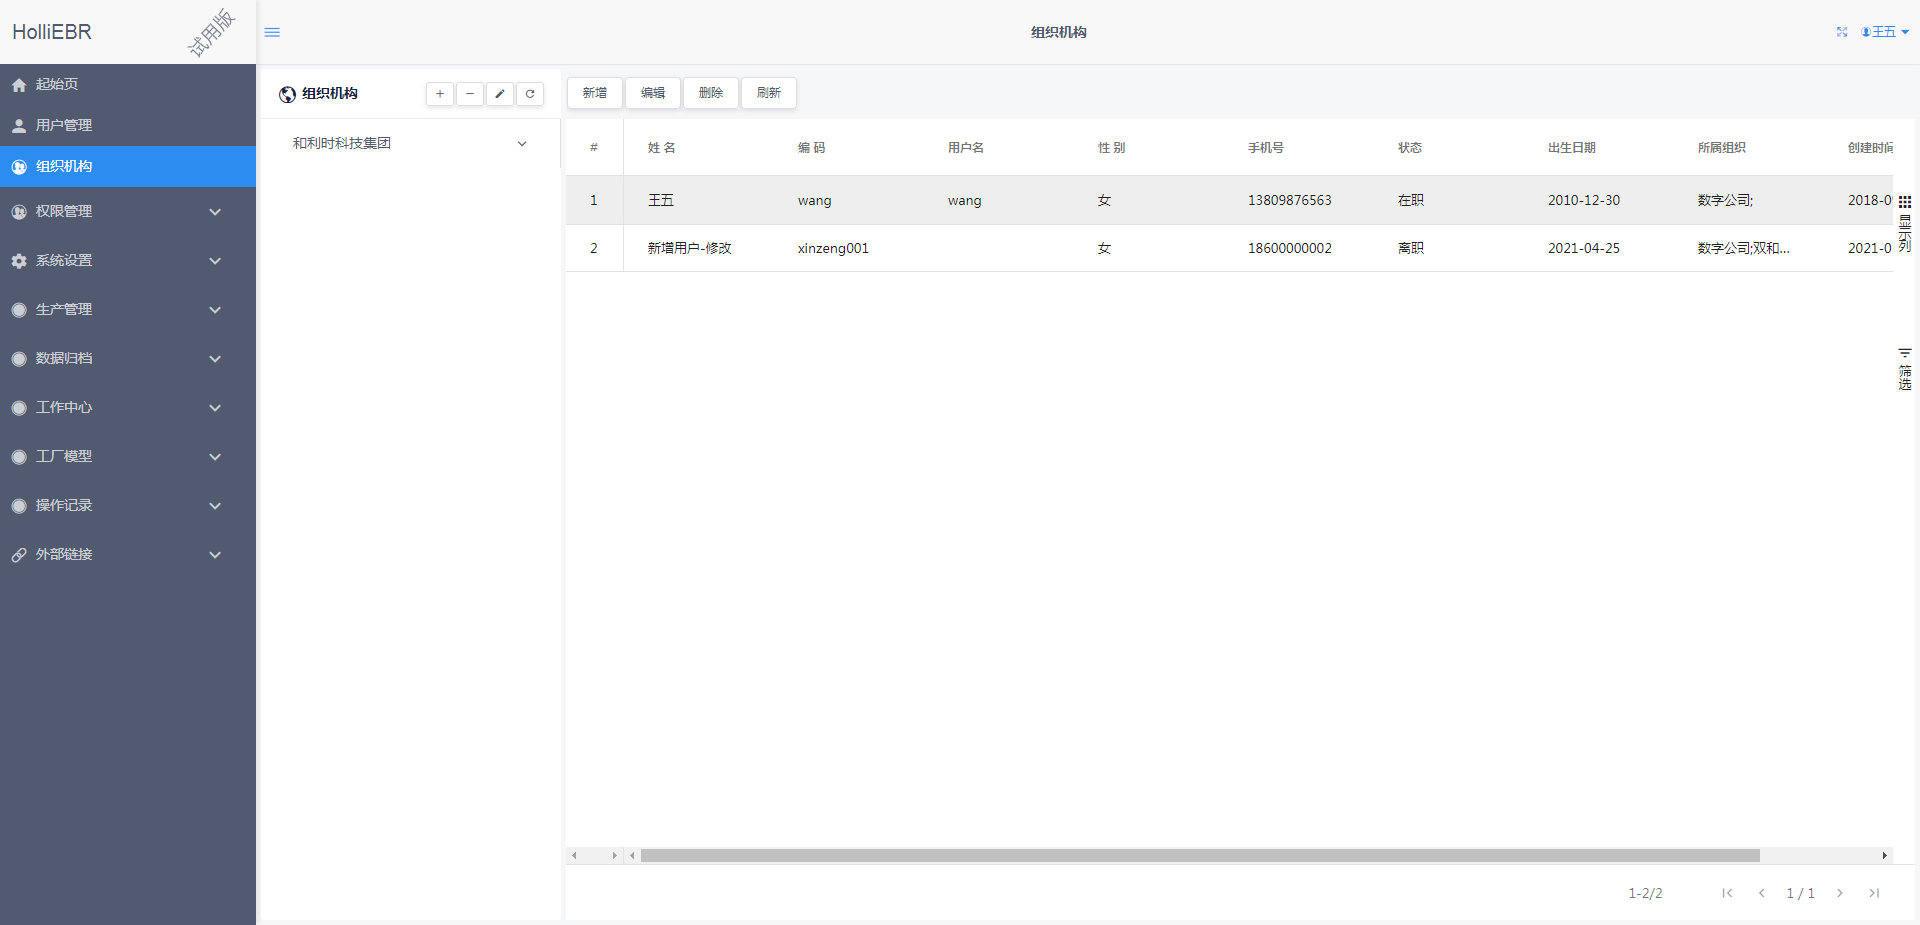 HolliEBR
试用版
组织机构
王五
起始页
用户管理
组织机构
权限管理
系统设置
生产管理
数据归档
工作中心
工厂模型
操作记录
外部链接
组织机构
和利时科技集团
新增 编辑 删除 刷新
# 姓 名 编 码 用户名 性 别 手机号 状态 出生日期 所属组织 创建时间
1 王五 wang wang 女 13809876563 在职 2010-12-30 数字公司; 2018-0
2 新增用户-修改 xinzeng001 女 18600000002 离职 2021-04-25 数字公司;双和... 2021-0
显示列
筛选
1-2/2 1 / 1